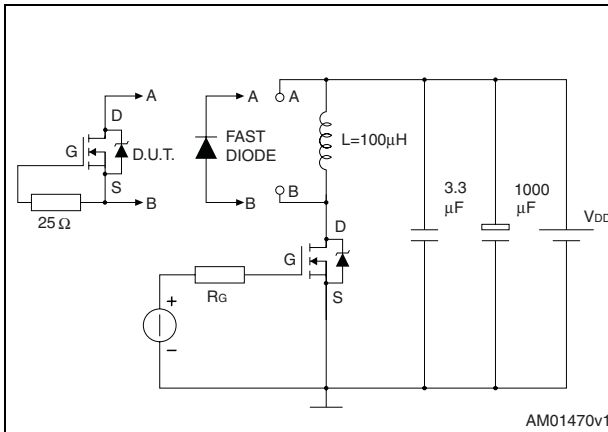 A
D
G
D.U.T.
S
B
25 Ω
A
FAST
DIODE
B
A
L=100μH
B
D
G
S
RG
+
–
3.3
μF
1000
μF
VDD
AM01470v1